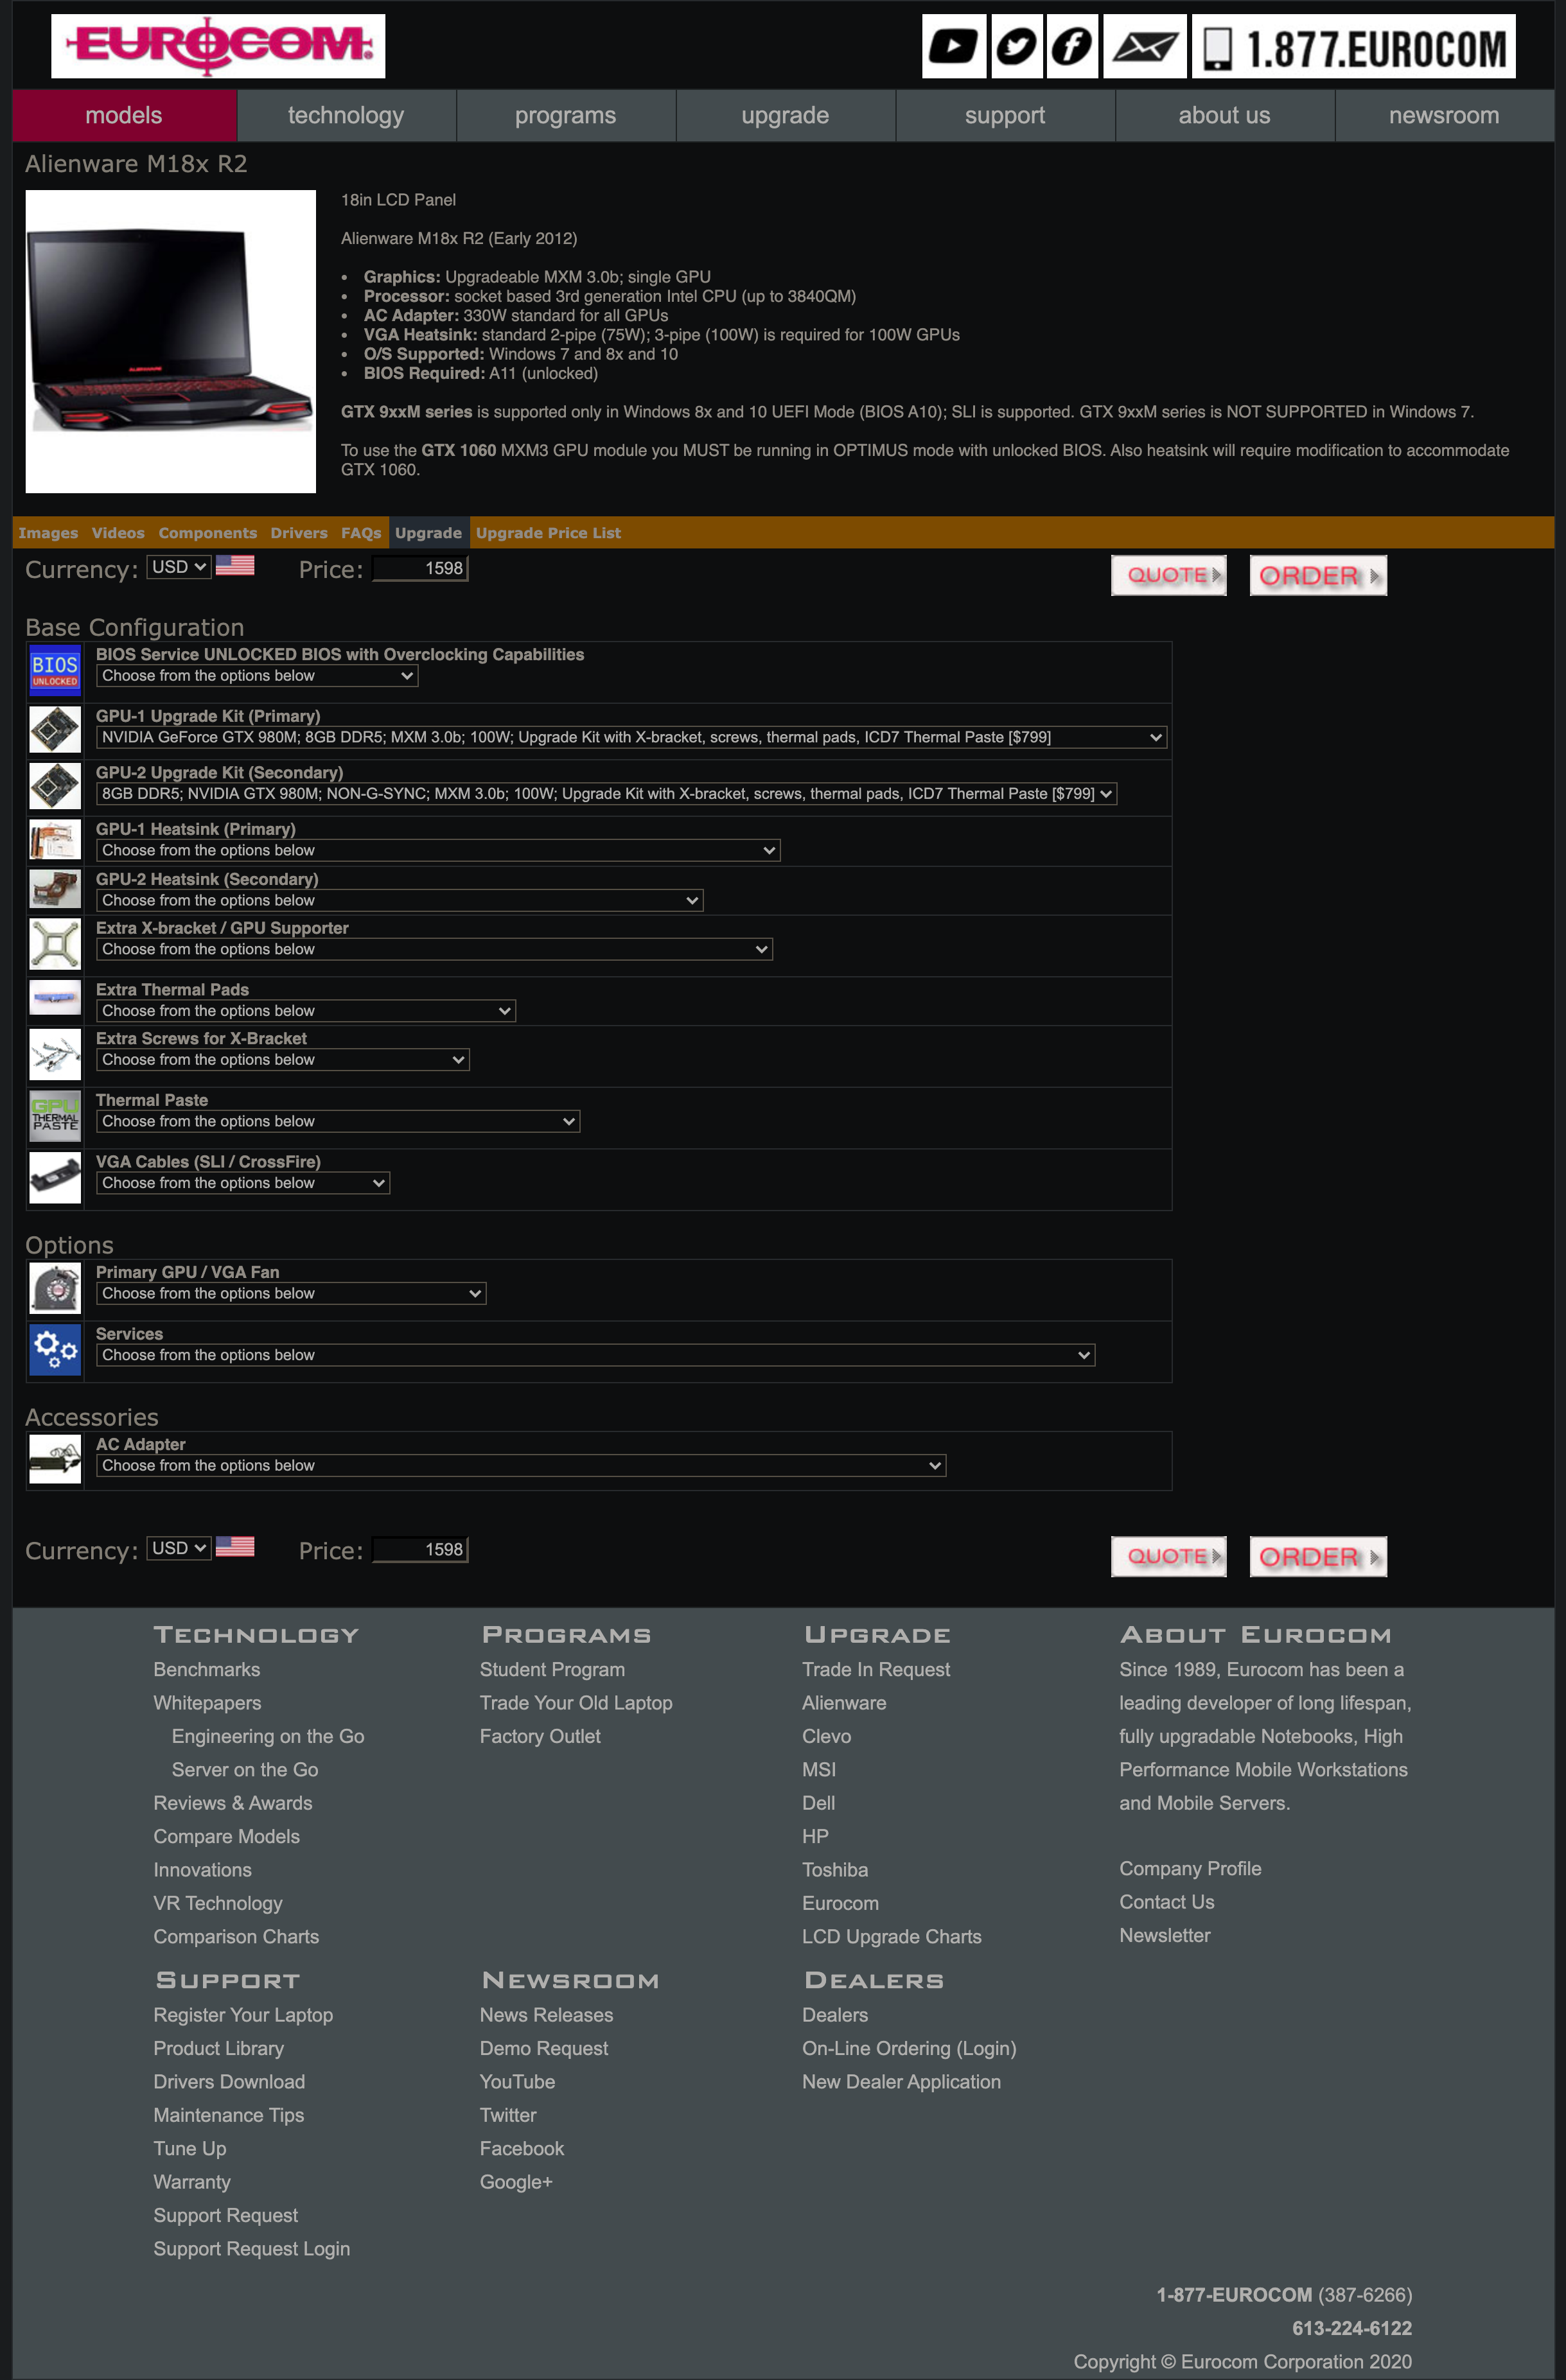 EUROCOM
1.877.EUROCOM
models technology programs upgrade support about us newsroom
Alienware M18x R2
18in LCD Panel
Alienware M18x R2 (Early 2012)
• Graphics: Upgradeable MXM 3.0b; single GPU
• Processor: socket based 3rd generation Intel CPU (up to 3840QM)
• AC Adapter: 330W standard for all GPUs
• VGA Heatsink: standard 2-pipe (75W); 3-pipe (100W) is required for 100W GPUs
• O/S Supported: Windows 7 and 8x and 10
• BIOS Required: A11 (unlocked)
GTX 9xxM series is supported only in Windows 8x and 10 UEFI Mode (BIOS A10); SLI is supported. GTX 9xxM series is NOT SUPPORTED in Windows 7.
To use the GTX 1060 MXM3 GPU module you MUST be running in OPTIMUS mode with unlocked BIOS. Also heatsink will require modification to accommodate
GTX 1060.
Images Videos Components Drivers FAQs Upgrade Upgrade Price List
Currency: USD Price: 1598 QUOTE ORDER
Base Configuration
BIOS UNLOCKED
BIOS Service UNLOCKED BIOS with Overclocking Capabilities
Choose from the options below
GPU-1 Upgrade Kit (Primary)
NVIDIA GeForce GTX 980M; 8GB DDR5; MXM 3.0b; 100W; Upgrade Kit with X-bracket, screws, thermal pads, ICD7 Thermal Paste [$799]
GPU-2 Upgrade Kit (Secondary)
8GB DDR5; NVIDIA GTX 980M; NON-G-SYNC; MXM 3.0b; 100W; Upgrade Kit with X-bracket, screws, thermal pads, ICD7 Thermal Paste [$799]
GPU-1 Heatsink (Primary)
Choose from the options below
GPU-2 Heatsink (Secondary)
Choose from the options below
Extra X-bracket / GPU Supporter
Choose from the options below
Extra Thermal Pads
Choose from the options below
Extra Screws for X-Bracket
Choose from the options below
GPU THERMAL PASTE
Thermal Paste
Choose from the options below
VGA Cables (SLI / CrossFire)
Choose from the options below
Options
Primary GPU / VGA Fan
Choose from the options below
Services
Choose from the options below
Accessories
AC Adapter
Choose from the options below
Currency: USD Price: 1598 QUOTE ORDER
TECHNOLOGY
Benchmarks
Whitepapers
Engineering on the Go
Server on the Go
Reviews & Awards
Compare Models
Innovations
VR Technology
Comparison Charts
PROGRAMS
Student Program
Trade Your Old Laptop
Factory Outlet
UPGRADE
Trade In Request
Alienware
Clevo
MSI
Dell
HP
Toshiba
Eurocom
LCD Upgrade Charts
ABOUT EUROCOM
Since 1989, Eurocom has been a
leading developer of long lifespan,
fully upgradable Notebooks, High
Performance Mobile Workstations
and Mobile Servers.
Company Profile
Contact Us
Newsletter
SUPPORT
Register Your Laptop
Product Library
Drivers Download
Maintenance Tips
Tune Up
Warranty
Support Request
Support Request Login
NEWSROOM
News Releases
Demo Request
YouTube
Twitter
Facebook
Google+
DEALERS
Dealers
On-Line Ordering (Login)
New Dealer Application
1-877-EUROCOM (387-6266)
613-224-6122
Copyright © Eurocom Corporation 2020